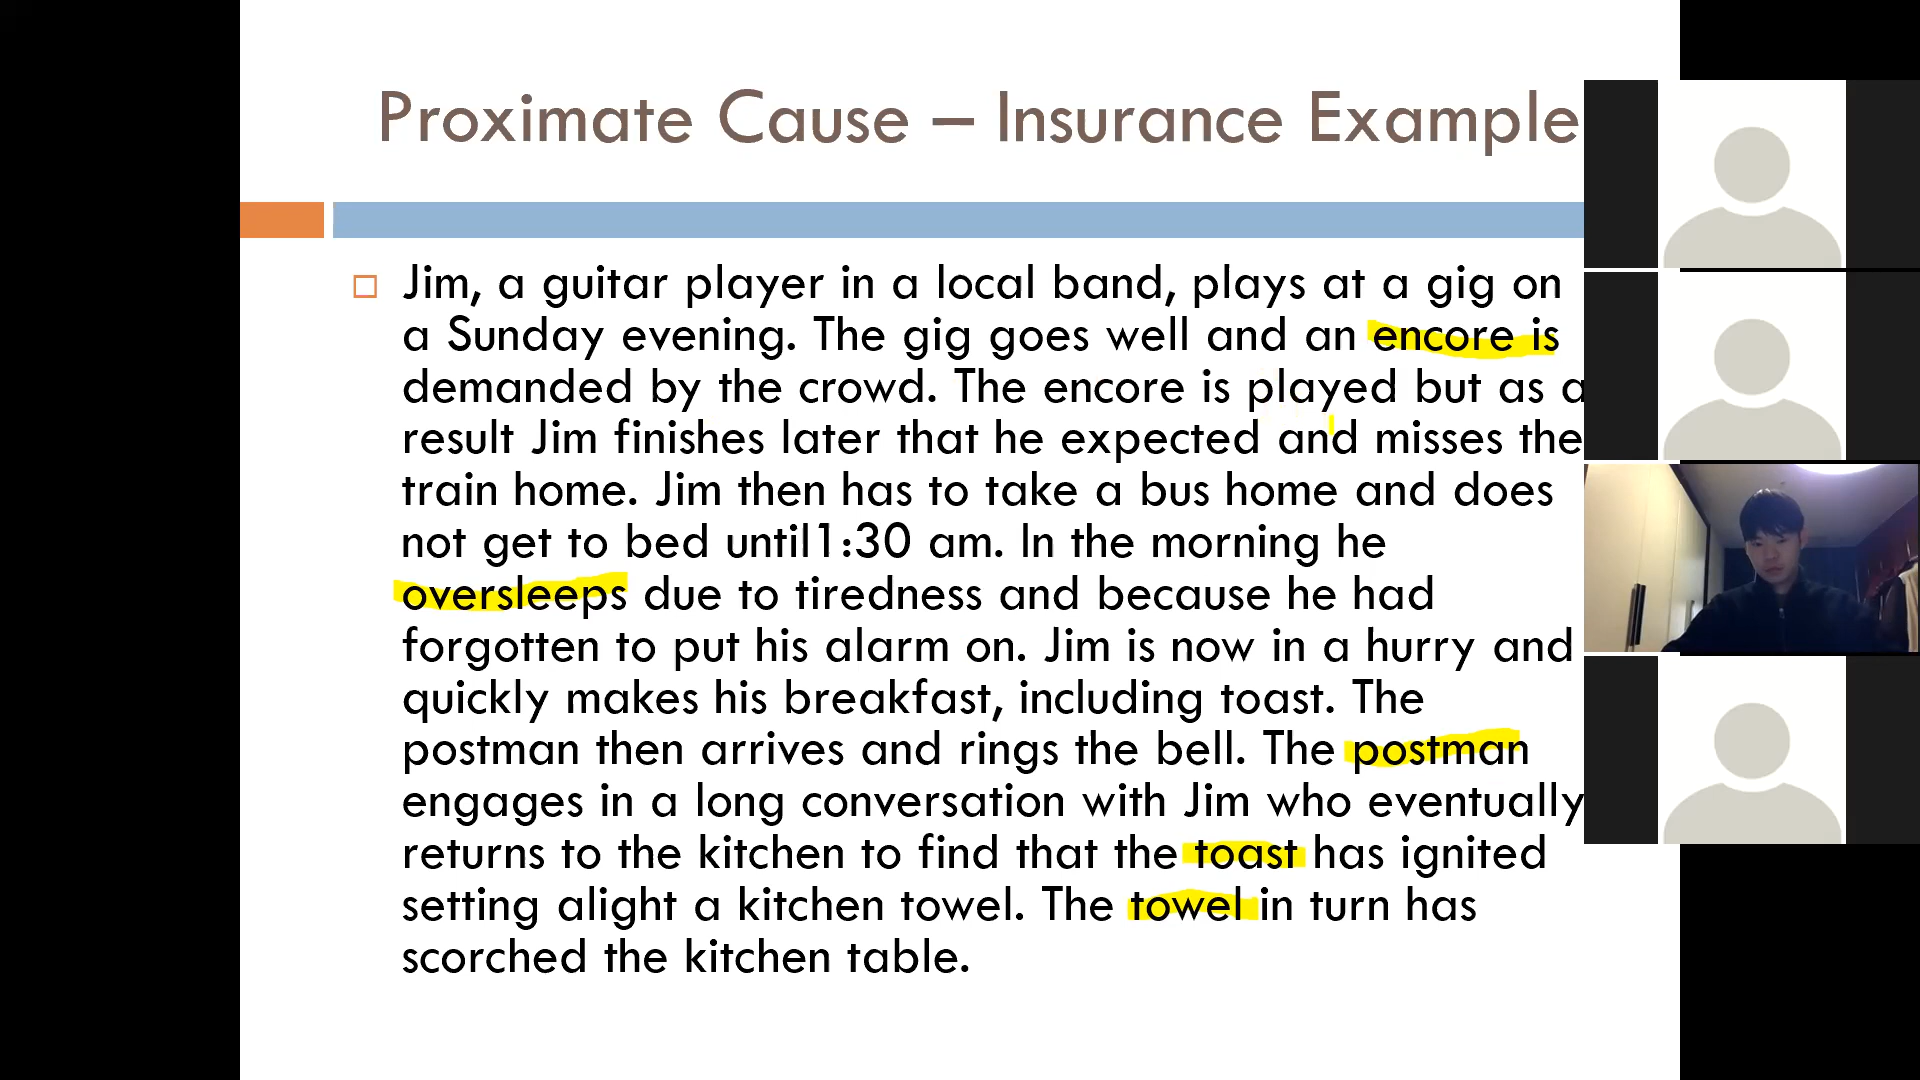 Proximate Cause – Insurance Example
Jim, a guitar player in a local band, plays at a gig on
a Sunday evening. The gig goes well and an encore is
demanded by the crowd. The encore is played but as a
result Jim finishes later that he expected and misses the
train home. Jim then has to take a bus home and does
not get to bed until1:30 am. In the morning he
oversleeps due to tiredness and because he had
forgotten to put his alarm on. Jim is now in a hurry and
quickly makes his breakfast, including toast. The
postman then arrives and rings the bell. The postman
engages in a long conversation with Jim who eventually
returns to the kitchen to find that the toast has ignited
setting alight a kitchen towel. The towel in turn has
scorched the kitchen table.